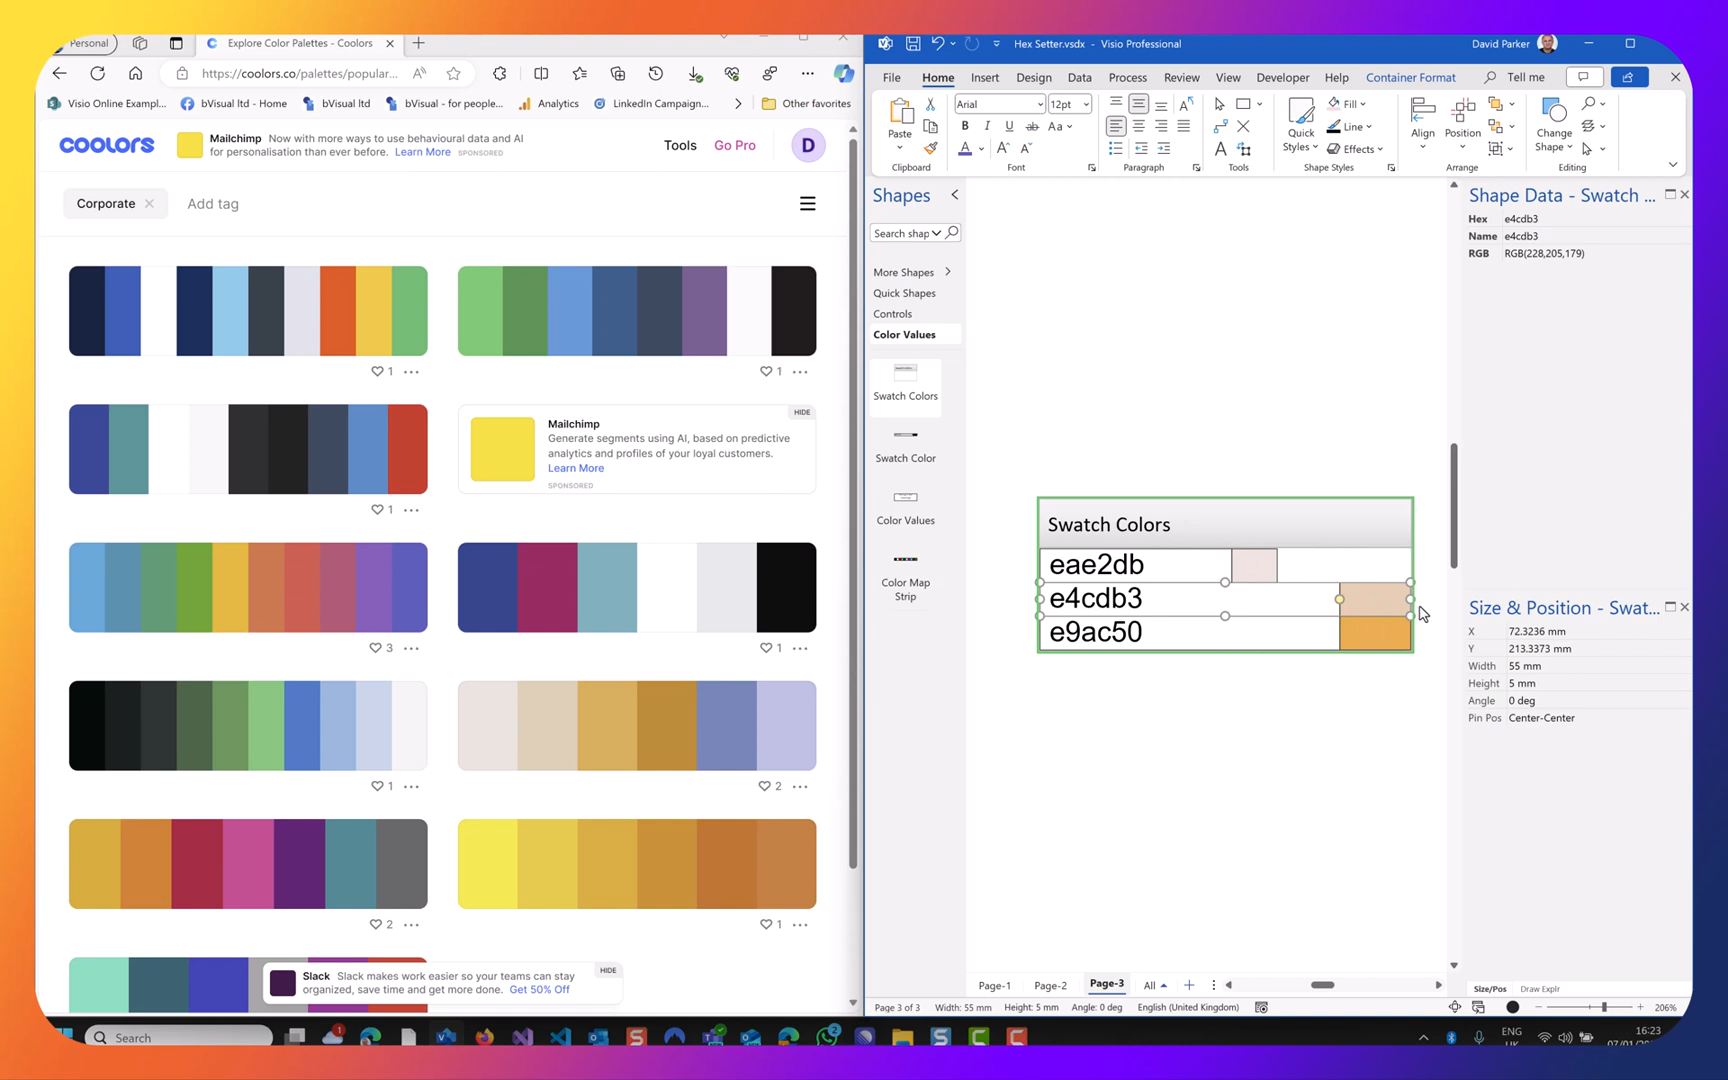 Personal
Explore Color Palettes - Coolors
https://coolors.co/palettes/popular...
Visio Online Exampl...
bVisual ltd - Home
bVisual ltd
bVisual - for people...
Analytics
LinkedIn Campaign...
Other favorites
coolors
Mailchimp Now with more ways to use behavioural data and AI
for personalisation than ever before. Learn More SPONSORED
Tools
Go Pro
D
Corporate
Add tag
1
1
HIDE
Mailchimp
Generate segments using AI, based on predictive
analytics and profiles of your loyal customers.
Learn More
SPONSORED
1
3
1
1
2
2
1
HIDE
Slack Slack makes work easier so your teams can stay
organized, save time and get more done. Get 50% Off
Hex Setter.vsdx - Visio Professional
David Parker
File
Home
Insert
Design
Data
Process
Review
View
Developer
Help
Container Format
Tell me
Paste
Clipboard
Arial
12pt
B I U ab Aa
A
Font
Paragraph
A
Tools
Quick
Styles
Fill
Line
Effects
Shape Styles
Align
Position
Arrange
Change
Shape
Editing
Shapes
Search shap
More Shapes
Quick Shapes
Controls
Color Values
Swatch Colors
Swatch Color
Color Values
Color Map
Strip
Swatch Colors
eae2db
e4cdb3
e9ac50
Shape Data - Swatch ...
Hex e4cdb3
Name e4cdb3
RGB RGB(228,205,179)
Size & Position - Swat...
X 72.3236 mm
Y 213.3373 mm
Width 55 mm
Height 5 mm
Angle 0 deg
Pin Pos Center-Center
Page-1
Page-2
Page-3
All
Size/Pos
Draw Explr
Page 3 of 3
Width: 55 mm
Height: 5 mm
Angle: 0 deg
English (United Kingdom)
206%
Search
1
2
ENG
UK
16:23